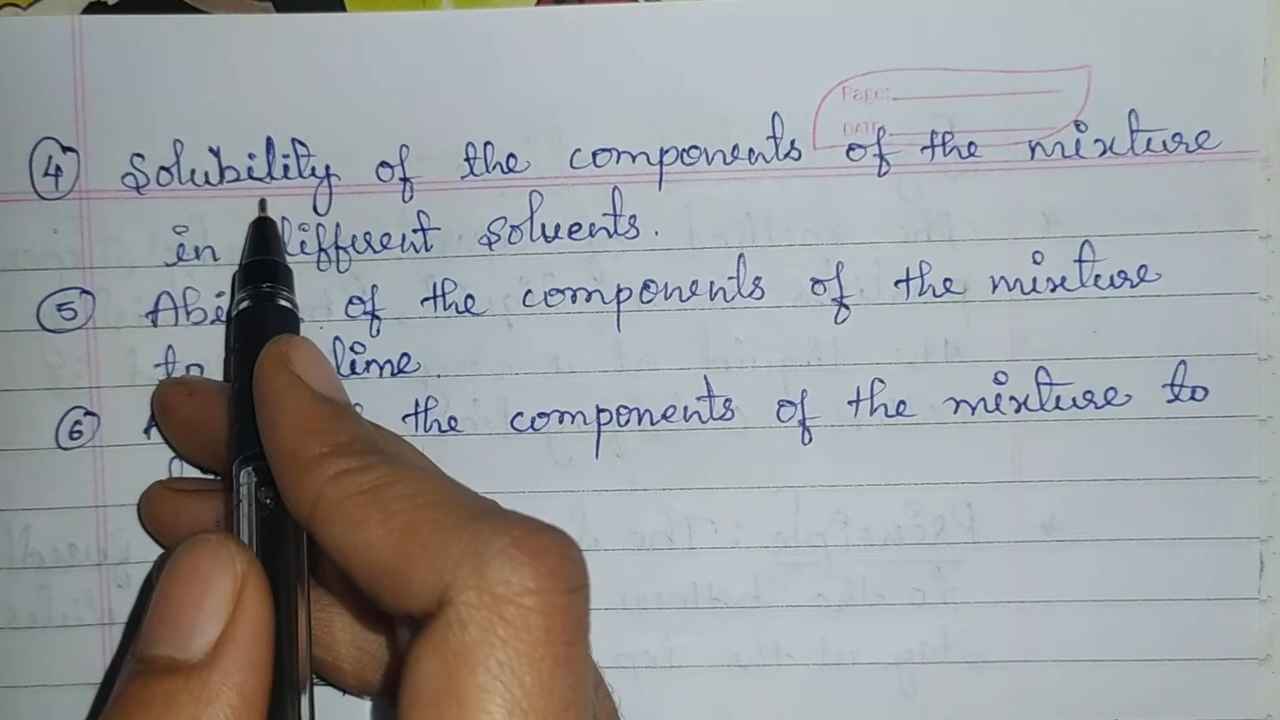 Page:
DATE
④ Solubility of the components of the mixture
in different solvents.
⑤ of the components of the mixture
to lime.
⑥ the components of the mixture to